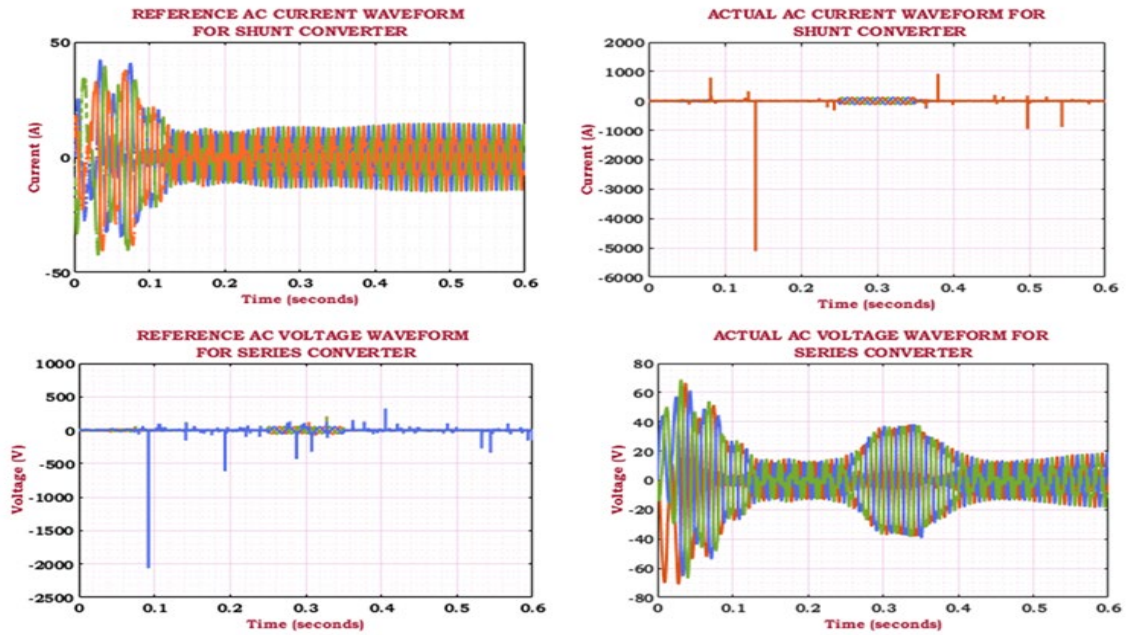 REFERENCE AC CURRENT WAVEFORM
FOR SHUNT CONVERTER
50
0
-50
Current (A)
0 0.1 0.2 0.3 0.4 0.5 0.6
Time (seconds)
ACTUAL AC CURRENT WAVEFORM FOR
SHUNT CONVERTER
2000
1000
0
-1000
-2000
-3000
-4000
-5000
-6000
Current (A)
0 0.1 0.2 0.3 0.4 0.5 0.6
Time (seconds)
REFERENCE AC VOLTAGE WAVEFORM
FOR SERIES CONVERTER
1000
500
0
-500
-1000
-1500
-2000
-2500
Voltage (V)
0 0.1 0.2 0.3 0.4 0.5 0.6
Time (seconds)
ACTUAL AC VOLTAGE WAVEFORM FOR
SERIES CONVERTER
80
60
40
20
0
-20
-40
-60
-80
Voltage (V)
0 0.1 0.2 0.3 0.4 0.5 0.6
Time (seconds)